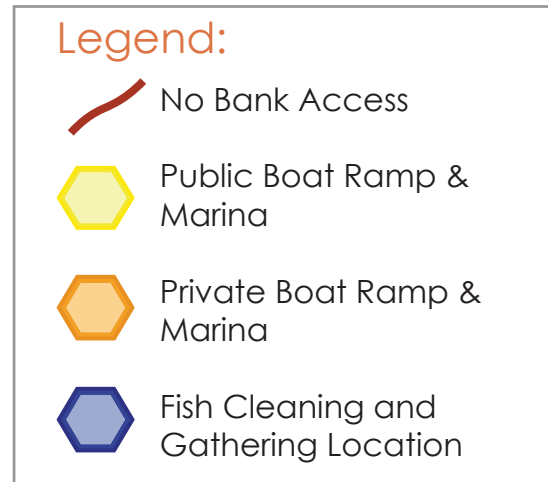 Legend:
No Bank Access
Public Boat Ramp &
Marina
Private Boat Ramp &
Marina
Fish Cleaning and
Gathering Location